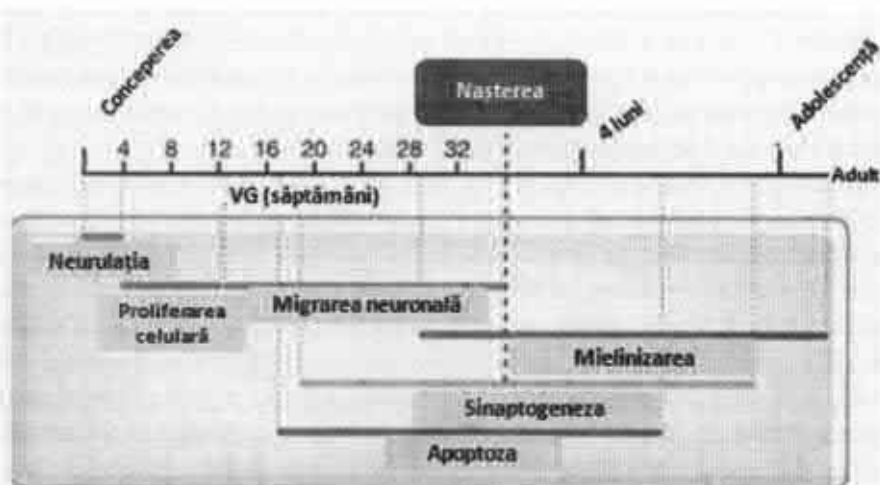 Conceperea
Nasterea
4 luni
Adolescență
4 8 12 16 20 24 28 32
Adult
VG (săptămâni)
Neurulația
Proliferarea
celulară
Migrarea neuronală
Mielinizarea
Sinaptogeneza
Apoptoza